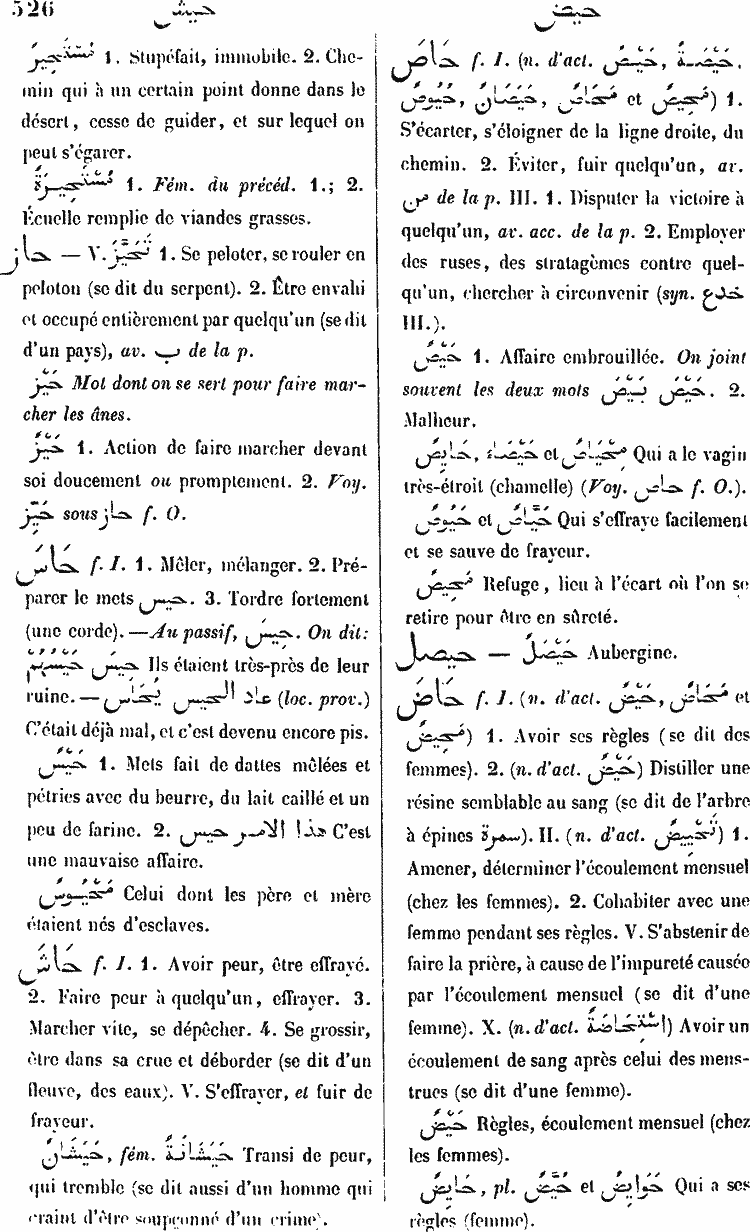 526
حيش
حيض
مُسْتَحِيرٌ 1. Stupéfait, immobile. 2. Che-
min qui à un certain point donne dans le
désert, cesse de guider, et sur lequel on
peut s'égarer.
مُسْتَحِيرَةٌ 1. Fém. du précéd. 1.; 2.
Écuelle remplie de viandes grasses.
حاز — V. تَحَيَّزَ 1. Se peloter, se rouler en
peloton (se dit du serpent). 2. Être envahi
et occupé entièrement par quelqu'un (se dit
d'un pays), av. ب de la p.
حَيْزِ Mot dont on se sert pour faire mar-
cher les ânes.
حَيْزٌ 1. Action de faire marcher devant
soi doucement ou promptement. 2. Voy.
حَيِّز sous حاز f. O.
حَاسَ f. I. 1. Mêler, mélanger. 2. Pré-
parer le mets حيس. 3. Tordre fortement
(une corde). — Au passif, حِيسَ. On dit:
حِيسَ حَيْسُهُمْ Ils étaient très-près de leur
ruine. — عاد الحيس يُحَاسُ (loc. prov.)
C'était déjà mal, et c'est devenu encore pis.
حَيْسٌ 1. Mets fait de dattes mêlées et
pétries avec du beurre, du lait caillé et un
peu de farine. 2. هذا الامر حيس C'est
une mauvaise affaire.
مَحْيُوسٌ Celui dont les père et mère
étaient nés d'esclaves.
حَاشَ f. I. 1. Avoir peur, être effrayé.
2. Faire peur à quelqu'un, effrayer. 3.
Marcher vite, se dépêcher. 4. Se grossir,
être dans sa crue et déborder (se dit d'un
fleuve, des eaux). V. S'effrayer, et fuir de
frayeur.
حَيْشَانٌ, fém. حَيْشَانَةٌ Transi de peur,
qui tremble (se dit aussi d'un homme qui
craint d'être soupçonné d'un crime).
حَاصَ f. I. (n. d'act. حَيْصٌ, حَيْصَةٌ,
حُيُوصٌ, حَيَصَانٌ, مَحَاصٌ et مَحِيصٌ) 1.
S'écarter, s'éloigner de la ligne droite, du
chemin. 2. Éviter, fuir quelqu'un, av.
من de la p. III. 1. Disputer la victoire à
quelqu'un, av. acc. de la p. 2. Employer
des ruses, des stratagèmes contre quel-
qu'un, chercher à circonvenir (syn. خدع
III.).
حَيْصٌ 1. Affaire embrouillée. On joint
souvent les deux mots حَيْصَ بَيْصَ. 2.
Malheur.
حَايِصٌ, حَيْصَاءُ et مِحْيَاصٌ Qui a le vagin
très-étroit (chamelle) (Voy. حاص f. O.).
حَيُوصٌ et حَيَّاصٌ Qui s'effraye facilement
et se sauve de frayeur.
مَحِيصٌ Refuge, lieu à l'écart où l'on se
retire pour être en sûreté.
حيصل — حَيْصَلٌ Aubergine.
حَاضَ f. I. (n. d'act. حَيْضٌ, مَحَاضٌ et
مَحِيضٌ) 1. Avoir ses règles (se dit des
femmes). 2. (n. d'act. حَيْضٌ) Distiller une
résine semblable au sang (se dit de l'arbre
à épines سمرة). II. (n. d'act. تَحْيِيضٌ) 1.
Amener, déterminer l'écoulement mensuel
(chez les femmes). 2. Cohabiter avec une
femme pendant ses règles. V. S'abstenir de
faire la prière, à cause de l'impureté causée
par l'écoulement mensuel (se dit d'une
femme). X. (n. d'act. اسْتِحَاضَةٌ) Avoir un
écoulement de sang après celui des mens-
trues (se dit d'une femme).
حَيْضٌ Règles, écoulement mensuel (chez
les femmes).
حَايِضٌ, pl. حُيَّضٌ et حَوَايِضُ Qui a ses
règles (femme).